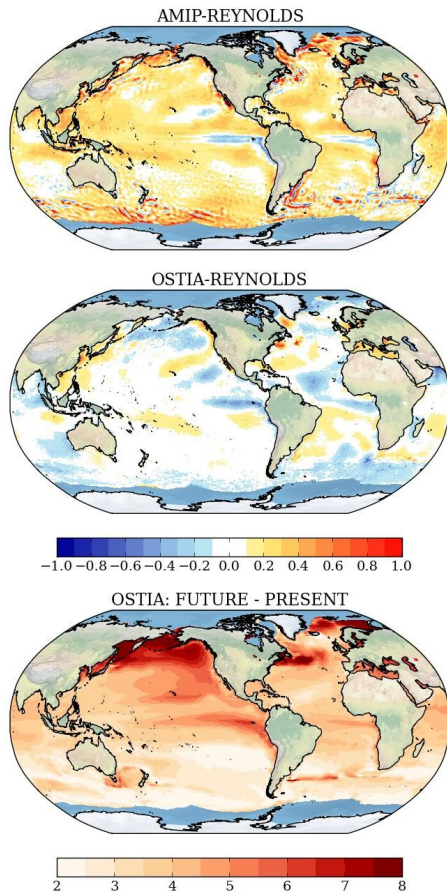 AMIP-REYNOLDS
OSTIA-REYNOLDS
−1.0 −0.8 −0.6 −0.4 −0.2 0.0 0.2 0.4 0.6 0.8 1.0
OSTIA: FUTURE - PRESENT
2 3 4 5 6 7 8